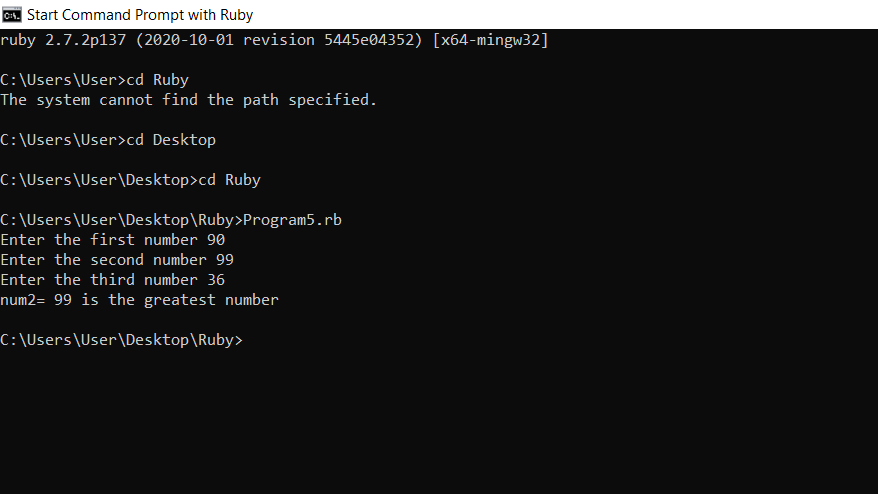 Start Command Prompt with Ruby
ruby 2.7.2p137 (2020-10-01 revision 5445e04352) [x64-mingw32]
C:\Users\User>cd Ruby
The system cannot find the path specified.
C:\Users\User>cd Desktop
C:\Users\User\Desktop>cd Ruby
C:\Users\User\Desktop\Ruby>Program5.rb
Enter the first number 90
Enter the second number 99
Enter the third number 36
num2= 99 is the greatest number
C:\Users\User\Desktop\Ruby>